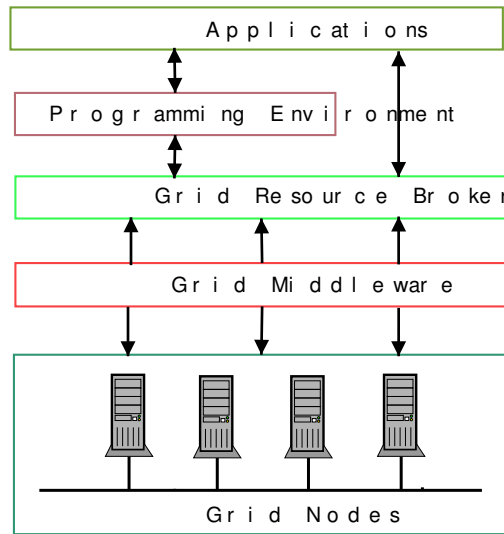 Applications
Programming Environment
Grid Resource Broker
Grid Middleware
Grid Nodes